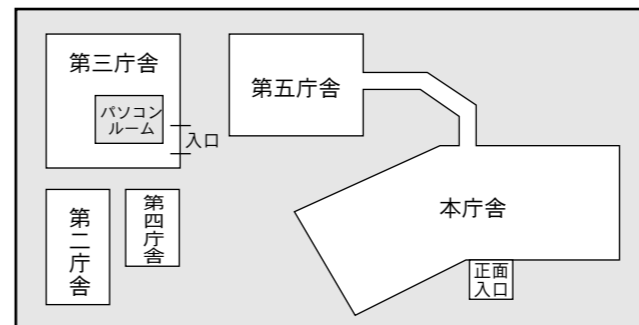 第三庁舎
パソコン
ルーム
入口
第五庁舎
第二庁舎
第四庁舎
本庁舎
正面
入口